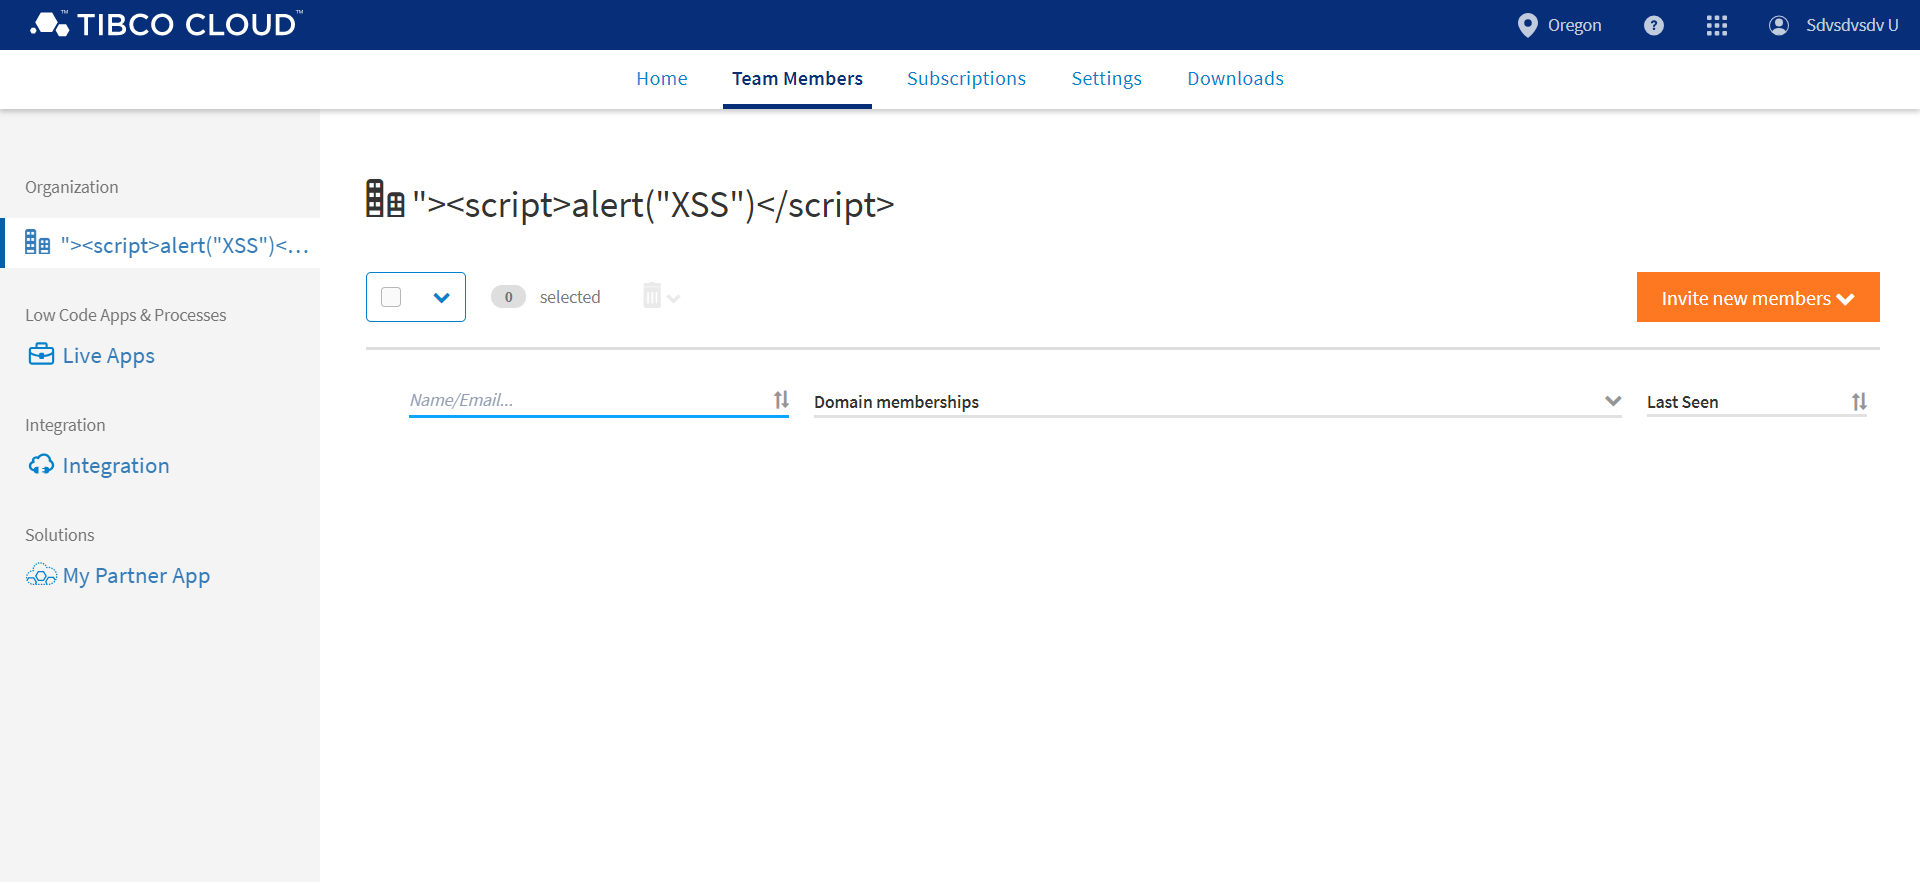 TIBCO CLOUD™
Oregon
?
Sdvsdvsdv U
Home
Team Members
Subscriptions
Settings
Downloads
Organization
"><script>alert("XSS")<...
Low Code Apps & Processes
Live Apps
Integration
Integration
Solutions
My Partner App
"><script>alert("XSS")</script>
0 selected
Invite new members
Name/Email...
Domain memberships
Last Seen